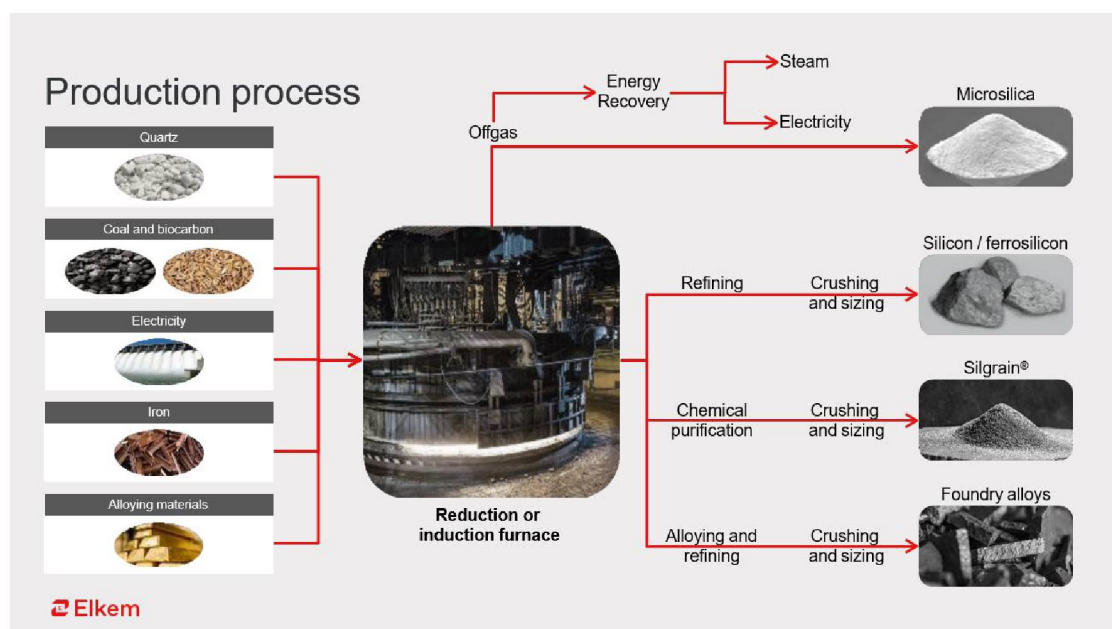 Production process
Quartz
Coal and biocarbon
Electricity
Iron
Alloying materials
Reduction or
induction furnace
Offgas
Energy
Recovery
Steam
Electricity
Microsilica
Refining
Crushing
and sizing
Silicon / ferrosilicon
Chemical
purification
Crushing
and sizing
Silgrain®
Alloying and
refining
Crushing
and sizing
Foundry alloys
Elkem